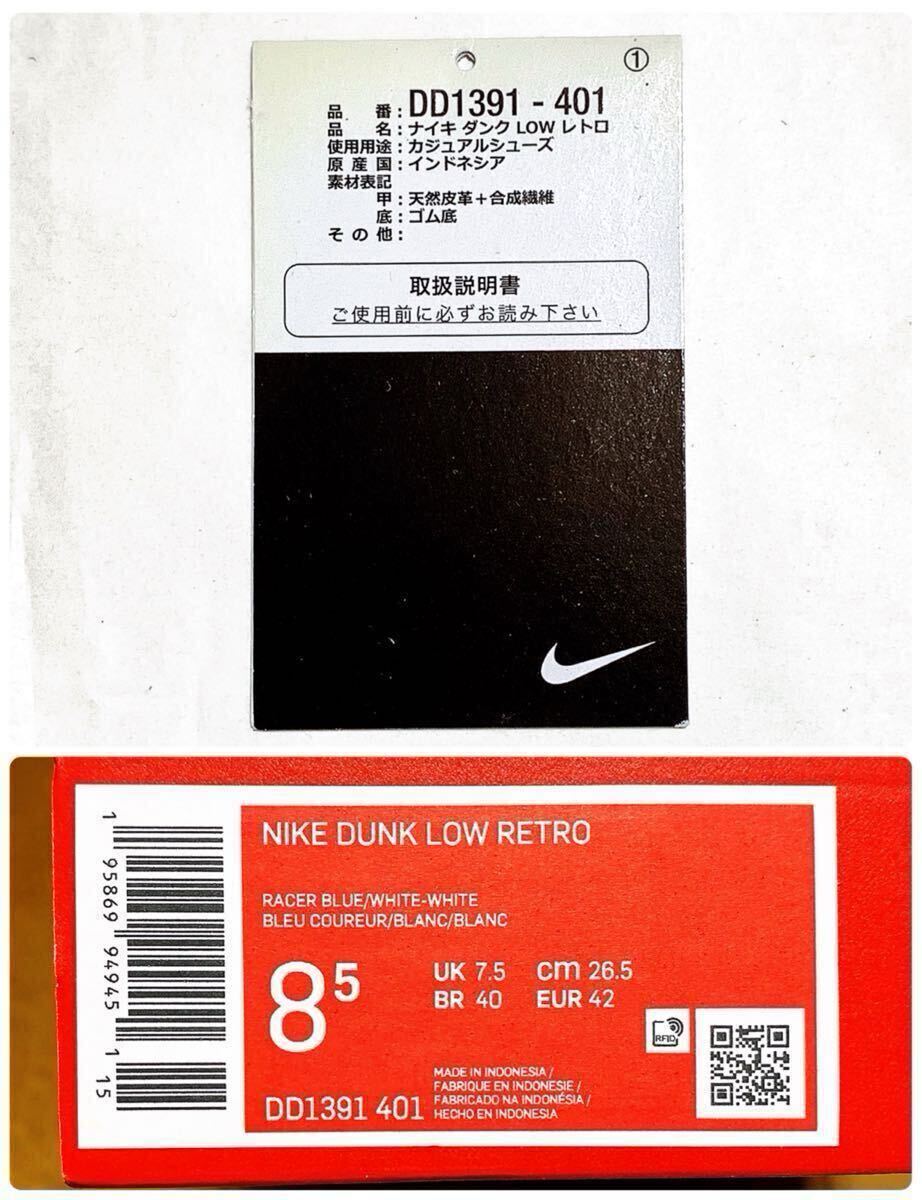 ①
品番：DD1391 - 401
品名：ナイキ ダンク LOW レトロ
使用用途：カジュアルシューズ
原産国：インドネシア
素材表記
甲：天然皮革＋合成繊維
底：ゴム底
その他：
取扱説明書
ご使用前に必ずお読み下さい
1 95869 94945 1 15
NIKE DUNK LOW RETRO
RACER BLUE/WHITE-WHITE
BLEU COUREUR/BLANC/BLANC
8⁵
UK 7.5 cm 26.5
BR 40 EUR 42
RFID
MADE IN INDONESIA /
FABRIQUE EN INDONESIE /
FABRICADO NA INDONÉSIA /
HECHO EN INDONESIA
DD1391 401